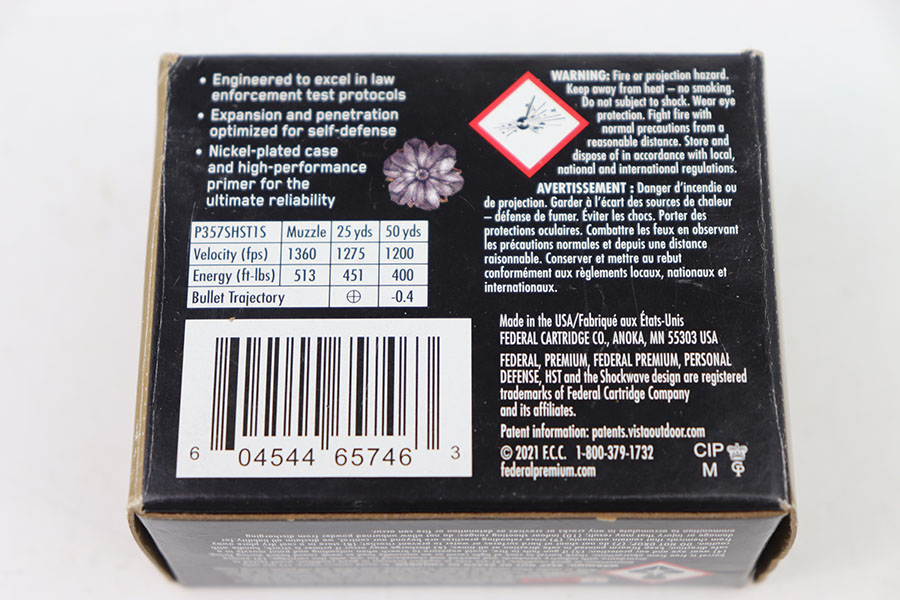 • Engineered to excel in law
enforcement test protocols
• Expansion and penetration
optimized for self-defense
• Nickel-plated case
and high-performance
primer for the
ultimate reliability
P357SHST1S Muzzle 25 yds 50 yds
Velocity (fps) 1360 1275 1200
Energy (ft-lbs) 513 451 400
Bullet Trajectory ⊕ -0.4
6 04544 65746 3
WARNING: Fire or projection hazard.
Keep away from heat – no smoking.
Do not subject to shock. Wear eye
protection. Fight fire with
normal precautions from a
reasonable distance. Store and
dispose of in accordance with local,
national and international regulations.
AVERTISSEMENT : Danger d'incendie ou
de projection. Garder à l'écart des sources de chaleur
– défense de fumer. Éviter les chocs. Porter des
protections oculaires. Combattre les feux en observant
les précautions normales et depuis une distance
raisonnable. Conserver et mettre au rebut
conformément aux règlements locaux, nationaux et
internationaux.
Made in the USA/Fabriqué aux États-Unis
FEDERAL CARTRIDGE CO., ANOKA, MN 55303 USA
FEDERAL, PREMIUM, FEDERAL PREMIUM, PERSONAL
DEFENSE, HST and the Shockwave design are registered
trademarks of Federal Cartridge Company
and its affiliates.
Patent information: patents.vistaoutdoor.com
© 2021 F.C.C. 1-800-379-1732
federalpremium.com
CIP
M